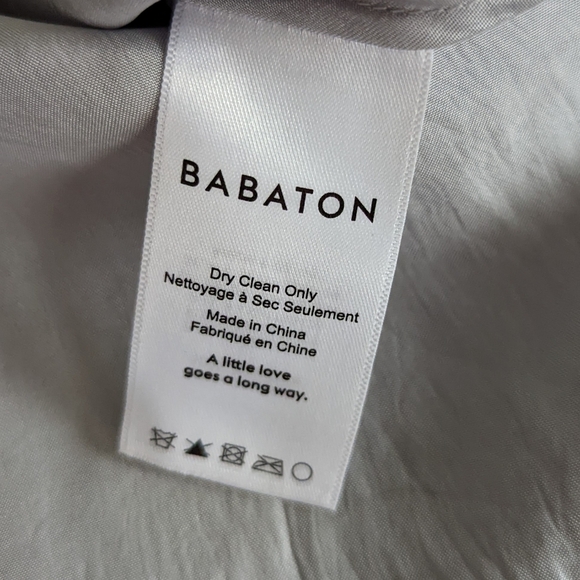 BABATON
Dry Clean Only
Nettoyage à Sec Seulement
Made in China
Fabriqué en Chine
A little love
goes a long way.